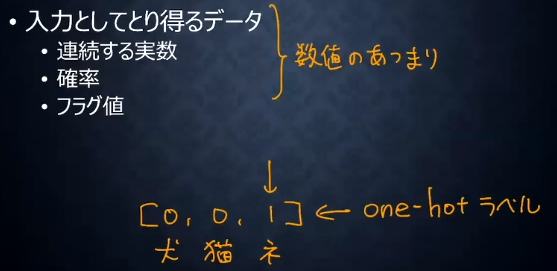 • 入力としてとり得るデータ
• 連続する実数
• 確率
• フラグ値
数値のあつまり
↓
[0, 0, 1] ← one-hot ラベル
犬 猫 ネ